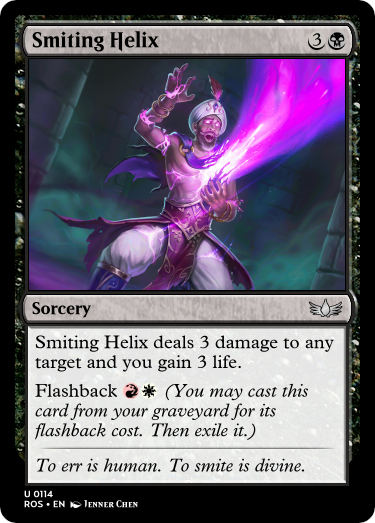 Smiting Helix 3
Sorcery
Smiting Helix deals 3 damage to any
target and you gain 3 life.
Flashback (You may cast this
card from your graveyard for its
flashback cost. Then exile it.)
To err is human. To smite is divine.
U 0114
ROS • EN Jenner Chen